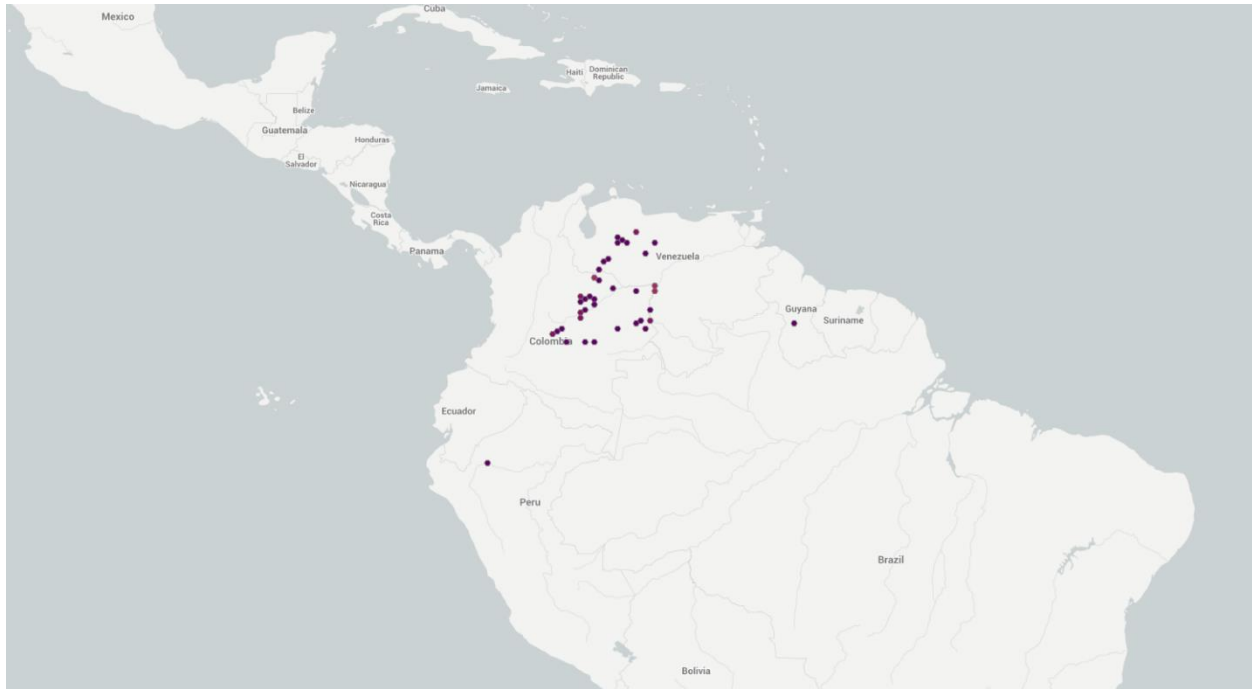 Mexico
Cuba
Haiti
Dominican
Republic
Jamaica
Belize
Guatemala
Honduras
El
Salvador
Nicaragua
Costa
Rica
Panama
Venezuela
Guyana
Suriname
Colombia
Ecuador
Peru
Brazil
Bolivia